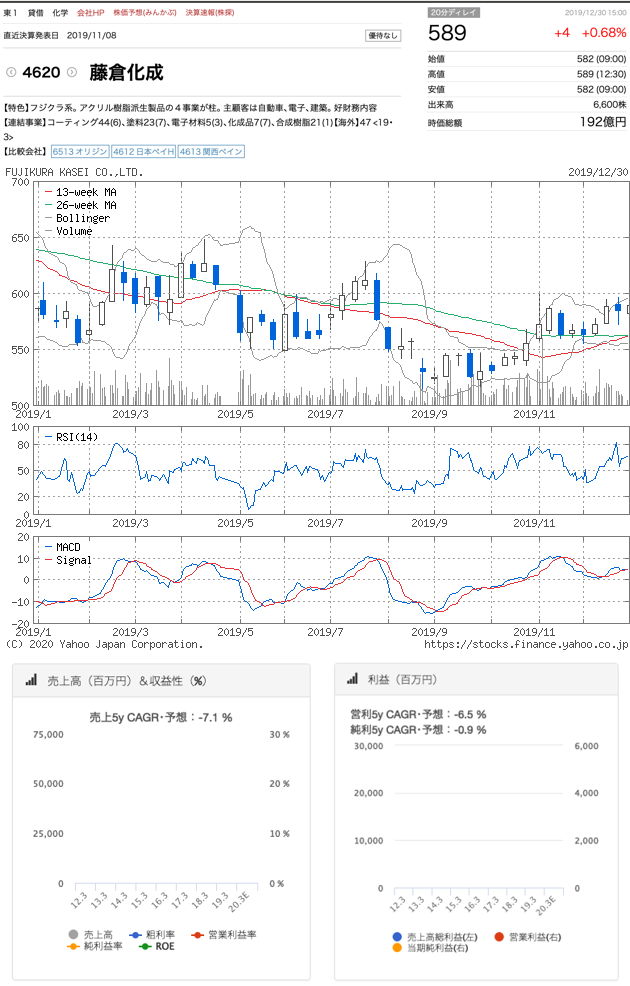 東1 貸借 化学 会社HP 株価予想(みんかぶ) 決算速報(株探)
直近決算発表日 2019/11/08 優待なし
4620 藤倉化成
【特色】フジクラ系。アクリル樹脂派生製品の４事業が柱。主顧客は自動車、電子、建築。好財務内容
【連結事業】コーティング44(6)、塗料23(7)、電子材料5(3)、化成品7(7)、合成樹脂21(1)【海外】47 <19・
3>
【比較会社】 6513 オリジン 4612 日本ペイH 4613 関西ペイン
20分ディレイ 2019/12/30 15:00
589 +4 +0.68%
始値 582 (09:00)
高値 589 (12:30)
安値 582 (09:00)
出来高 6,600株
時価総額 192億円
FUJIKURA KASEI CO.,LTD. 2019/12/30
700
650
600
550
500
13-week MA
26-week MA
Bollinger
Volume
2019/1 2019/3 2019/5 2019/7 2019/9 2019/11
100
80
50
20
0
RSI(14)
2019/1 2019/3 2019/5 2019/7 2019/9 2019/11
20
10
0
-10
-20
MACD
Signal
2019/1 2019/3 2019/5 2019/7 2019/9 2019/11
(C) 2020 Yahoo Japan Corporation. https://stocks.finance.yahoo.co.jp
売上高（百万円）＆収益性（%）
売上5y CAGR･予想：-7.1 %
75,000 30 %
50,000 20 %
25,000 10 %
0 0 %
12.3 13.3 14.3 15.3 16.3 17.3 18.3 19.3 20.3E
売上高 粗利率 営業利益率
純利益率 ROE
利益（百万円）
営利5y CAGR･予想：-6.5 %
純利5y CAGR･予想：-0.9 %
30,000 6,000
20,000 4,000
10,000 2,000
0 0
12.3 13.3 14.3 15.3 16.3 17.3 18.3 19.3 20.3E
売上高総利益(左) 営業利益(右)
当期純利益(右)